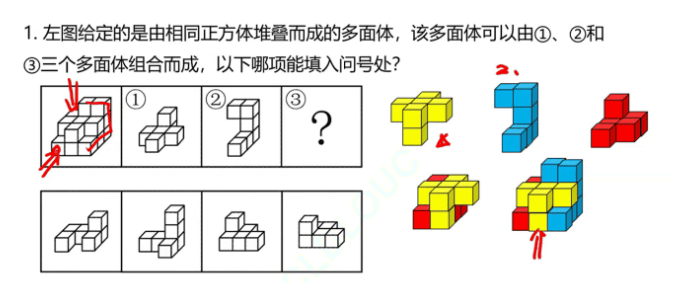 1. 左图给定的是由相同正方体堆叠而成的多面体，该多面体可以由①、②和
③三个多面体组合而成，以下哪项能填入问号处？
① ② ③
?
2、